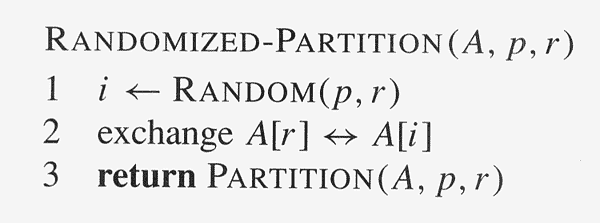 RANDOMIZED-PARTITION(A, p, r)
1 i ← RANDOM(p, r)
2 exchange A[r] ↔ A[i]
3 return PARTITION(A, p, r)